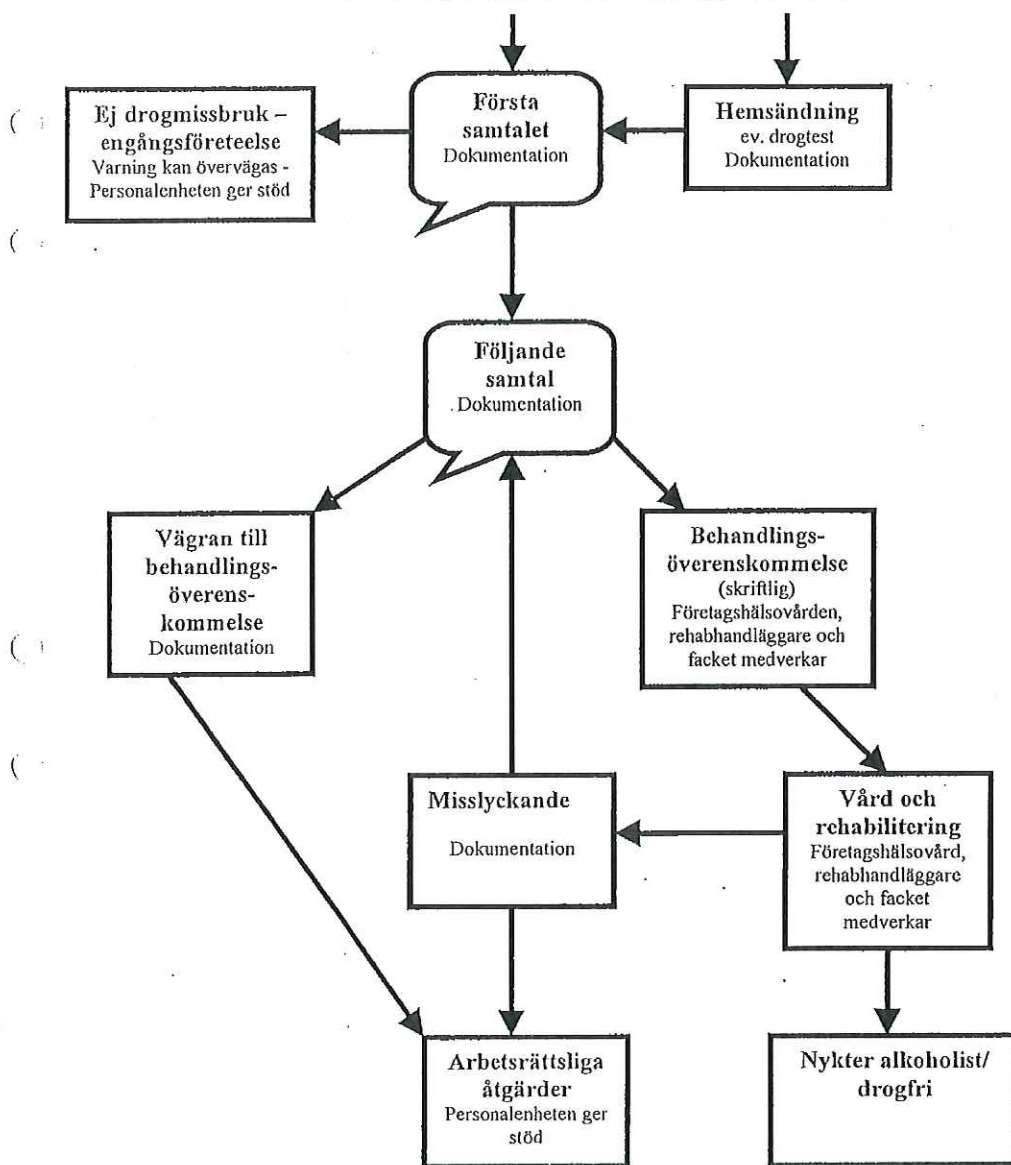 Ej drogmissbruk –
engångsföreteelse
Varning kan övervägas -
Personalenheten ger stöd
Första
samtalet
Dokumentation
Hemsändning
ev. drogtest
Dokumentation
Följande
samtal
Dokumentation
Vägran till
behandlings-
överens-
kommelse
Dokumentation
Behandlings-
överenskommelse
(skriftlig)
Företagshälsovården,
rehabhandläggare och
facket medverkar
Misslyckande
Dokumentation
Vård och
rehabilitering
Företagshälsovård,
rehabhandläggare
och facket
medverkar
Arbetsrättsliga
åtgärder
Personalenheten ger
stöd
Nykter alkoholist/
drogfri